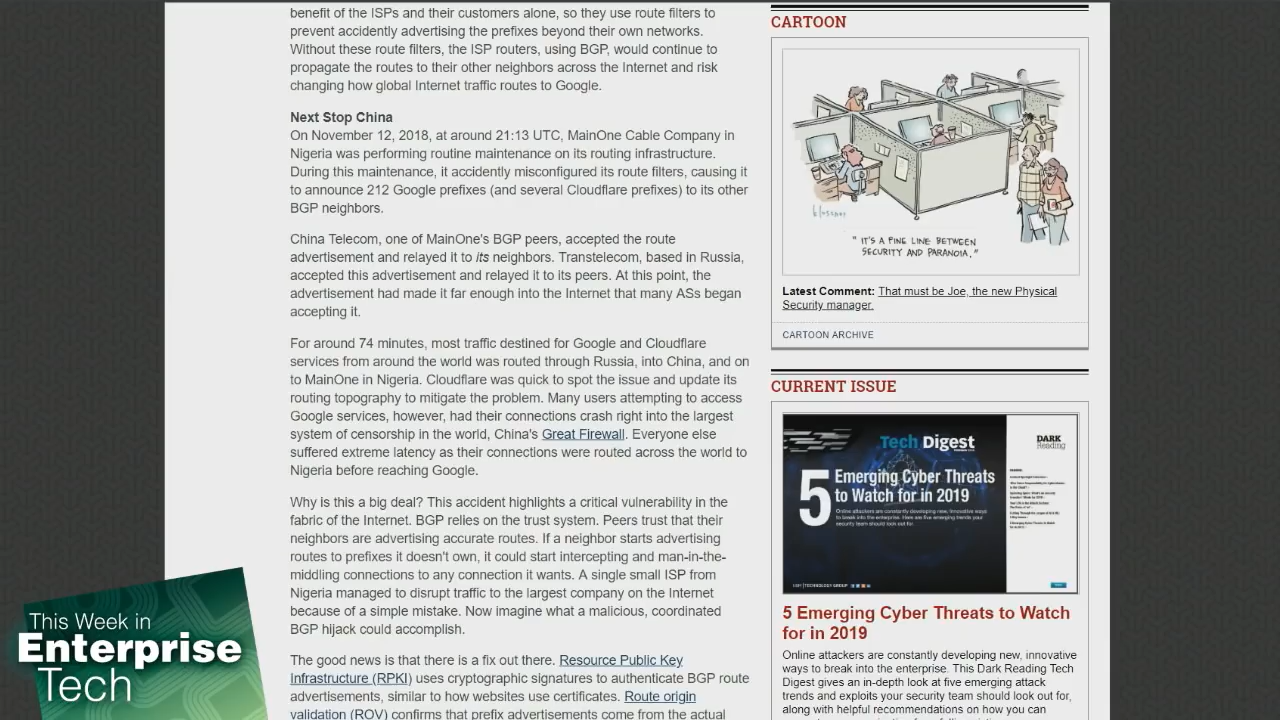 benefit of the ISPs and their customers alone, so they use route filters to
prevent accidently advertising the prefixes beyond their own networks.
Without these route filters, the ISP routers, using BGP, would continue to
propagate the routes to their other neighbors across the Internet and risk
changing how global Internet traffic routes to Google.
Next Stop China
On November 12, 2018, at around 21:13 UTC, MainOne Cable Company in
Nigeria was performing routine maintenance on its routing infrastructure.
During this maintenance, it accidently misconfigured its route filters, causing it
to announce 212 Google prefixes (and several Cloudflare prefixes) to its other
BGP neighbors.
China Telecom, one of MainOne's BGP peers, accepted the route
advertisement and relayed it to its neighbors. Transtelecom, based in Russia,
accepted this advertisement and relayed it to its peers. At this point, the
advertisement had made it far enough into the Internet that many ASs began
accepting it.
For around 74 minutes, most traffic destined for Google and Cloudflare
services from around the world was routed through Russia, into China, and on
to MainOne in Nigeria. Cloudflare was quick to spot the issue and update its
routing topography to mitigate the problem. Many users attempting to access
Google services, however, had their connections crash right into the largest
system of censorship in the world, China's Great Firewall. Everyone else
suffered extreme latency as their connections were routed across the world to
Nigeria before reaching Google.
Why is this a big deal? This accident highlights a critical vulnerability in the
fabric of the Internet. BGP relies on the trust system. Peers trust that their
neighbors are advertising accurate routes. If a neighbor starts advertising
routes to prefixes it doesn't own, it could start intercepting and man-in-the-
middling connections to any connection it wants. A single small ISP from
Nigeria managed to disrupt traffic to the largest company on the Internet
because of a simple mistake. Now imagine what a malicious, coordinated
BGP hijack could accomplish.
The good news is that there is a fix out there. Resource Public Key
Infrastructure (RPKI) uses cryptographic signatures to authenticate BGP route
advertisements, similar to how websites use certificates. Route origin
validation (ROV) confirms that prefix advertisements come from the actual
CARTOON
"IT'S A FINE LINE BETWEEN
SECURITY AND PARANOIA."
Latest Comment: That must be Joe, the new Physical
Security manager.
CARTOON ARCHIVE
CURRENT ISSUE
Tech Digest
DARK
Reading
5 Emerging Cyber Threats
to Watch for in 2019
Online attackers are constantly developing new, innovative ways
to break into the enterprise. Here are five emerging trends your
security team should look out for.
5 Emerging Cyber Threats to Watch
for in 2019
Online attackers are constantly developing new, innovative
ways to break into the enterprise. This Dark Reading Tech
Digest gives an in-depth look at five emerging attack
trends and exploits your security team should look out for,
along with helpful recommendations on how you can
This Week in
Enterprise
Tech